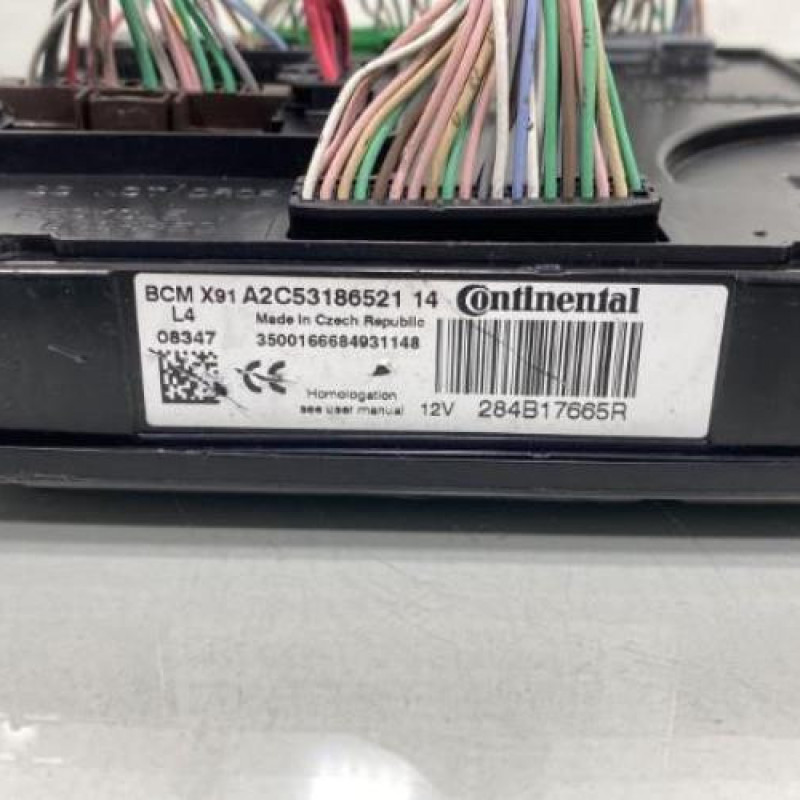 BCM X91 A2C53186521 14 Continental
L4 Made in Czech Republic
08347 3500166684931148
Homologation
see user manual 12V 284B17665R